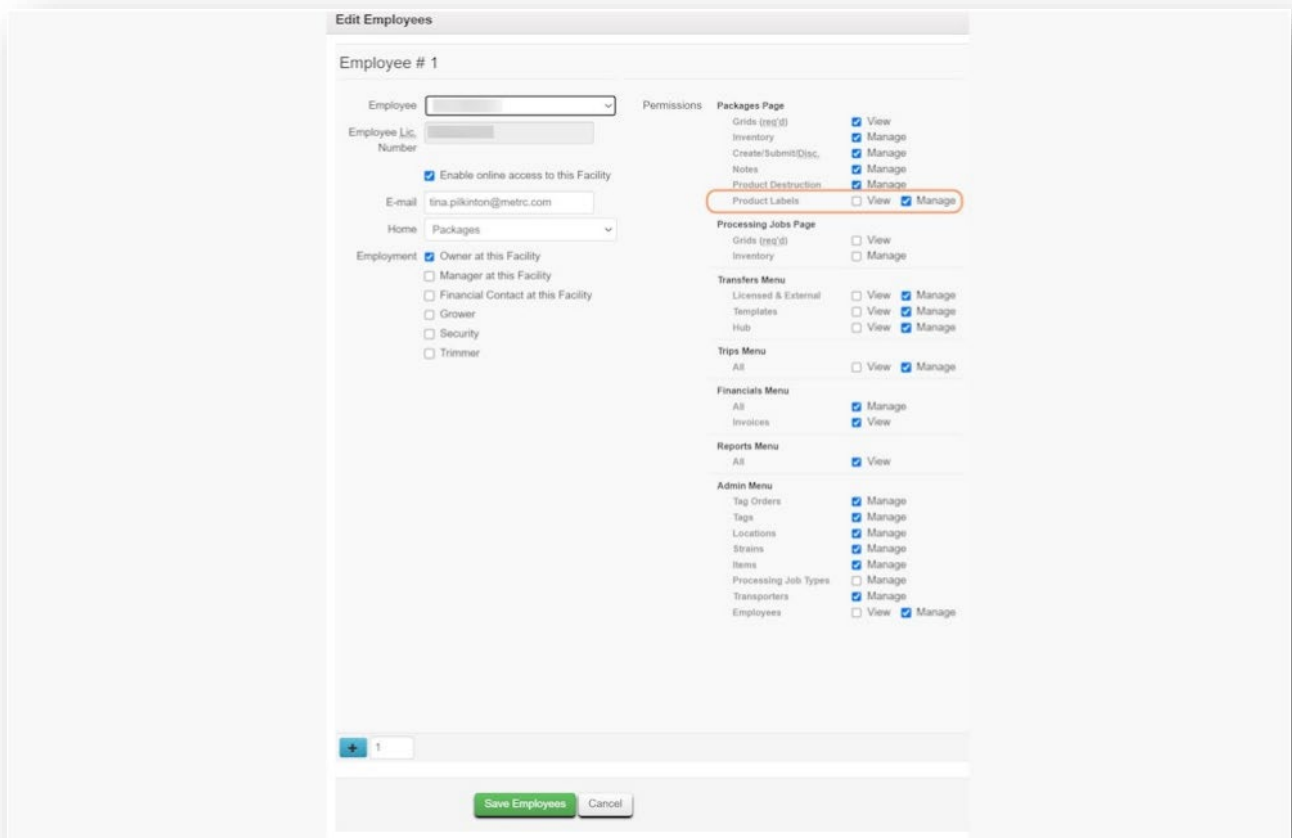 Edit Employees
Employee # 1
Employee
Employee Lic. Number
Enable online access to this Facility
E-mail tina.pilkinton@metrc.com
Home Packages
Employment Owner at this Facility
Manager at this Facility
Financial Contact at this Facility
Grower
Security
Trimmer
Permissions Packages Page
Grids (req'd) View
Inventory Manage
Create/Submit/Disc. Manage
Notes Manage
Product Destruction Manage
Product Labels View Manage
Processing Jobs Page
Grids (req'd) View
Inventory Manage
Transfers Menu
Licensed & External View Manage
Templates View Manage
Hub View Manage
Trips Menu
All View Manage
Financials Menu
All Manage
Invoices View
Reports Menu
All View
Admin Menu
Tag Orders Manage
Tags Manage
Locations Manage
Strains Manage
Items Manage
Processing Job Types Manage
Transporters Manage
Employees View Manage
+ 1
Save Employees Cancel